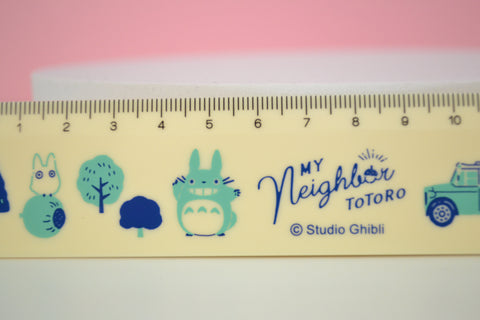 1 2 3 4 5 6 7 8 9 10
MY
Neighbor
TOTORO
© Studio Ghibli